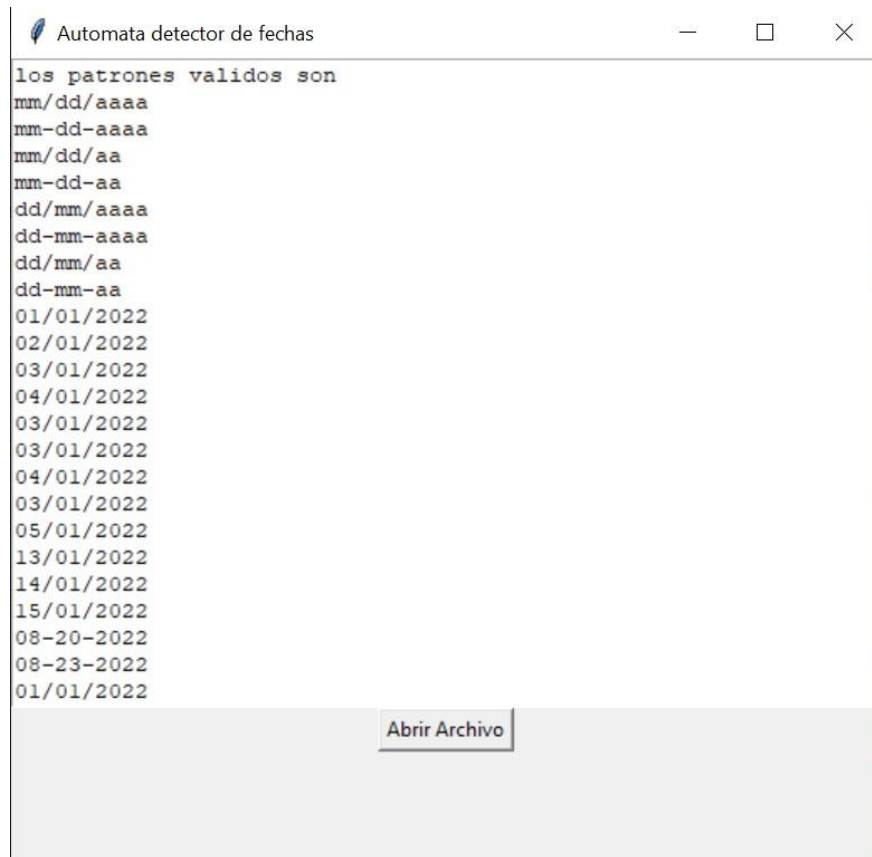 Automata detector de fechas
los patrones validos son
mm/dd/aaaa
mm-dd-aaaa
mm/dd/aa
mm-dd-aa
dd/mm/aaaa
dd-mm-aaaa
dd/mm/aa
dd-mm-aa
01/01/2022
02/01/2022
03/01/2022
04/01/2022
03/01/2022
03/01/2022
04/01/2022
03/01/2022
05/01/2022
13/01/2022
14/01/2022
15/01/2022
08-20-2022
08-23-2022
01/01/2022
Abrir Archivo